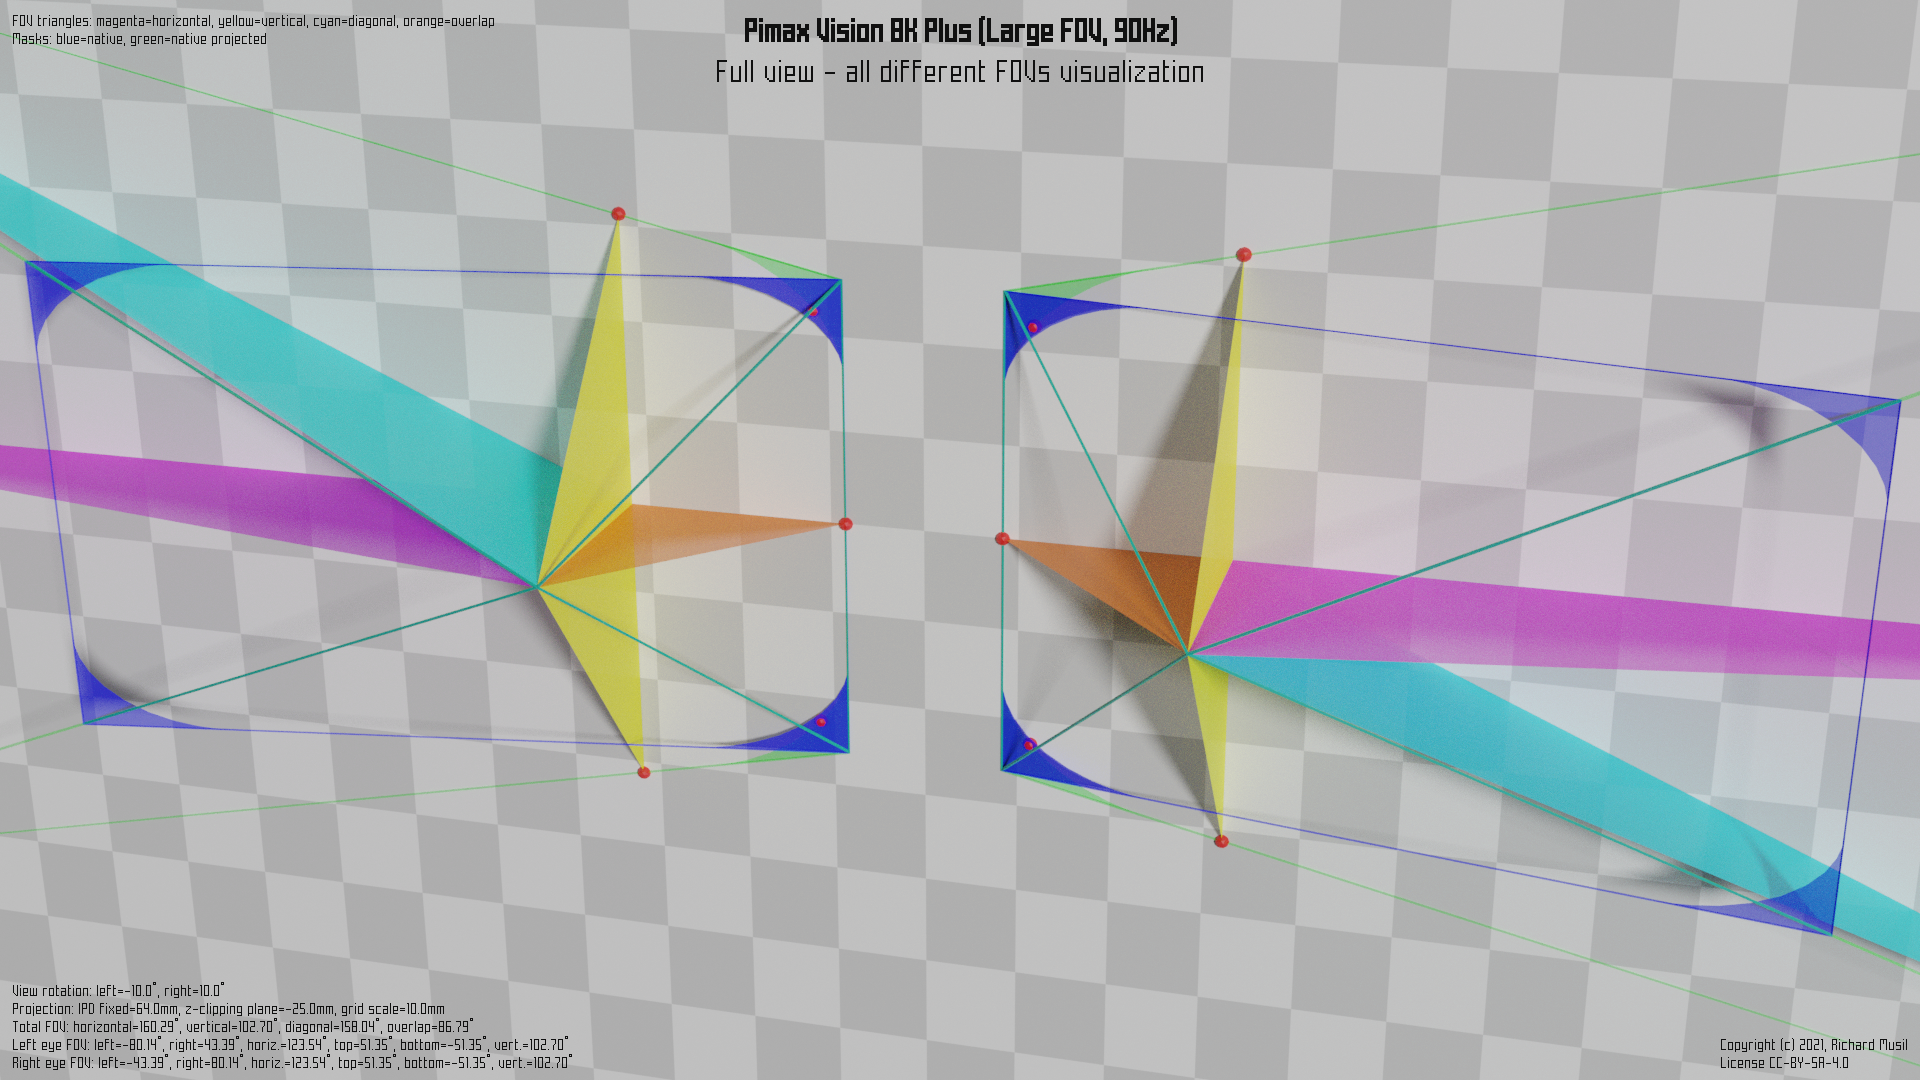 FOV triangles: magenta=horizontal, yellow=vertical, cyan=diagonal, orange=overlap
Masks: blue=native, green=native projected
Pimax Vision 8K Plus (Large FOV, 90Hz)
Full view - all different FOVs visualization
View rotation: left=-10.0°, right=10.0°
Projection: IPD fixed=64.0mm, z-clipping plane=-25.0mm, grid scale=10.0mm
Total FOV: horizontal=160.29°, vertical=102.70°, diagonal=158.04°, overlap=86.79°
Left eye FOV: left=-80.14°, right=43.39°, horiz.=123.54°, top=51.35°, bottom=-51.35°, vert.=102.70°
Right eye FOV: left=-43.39°, right=80.14°, horiz.=123.54°, top=51.35°, bottom=-51.35°, vert.=102.70°
Copyright (c) 2021, Richard Musil
License CC-BY-SA-4.0